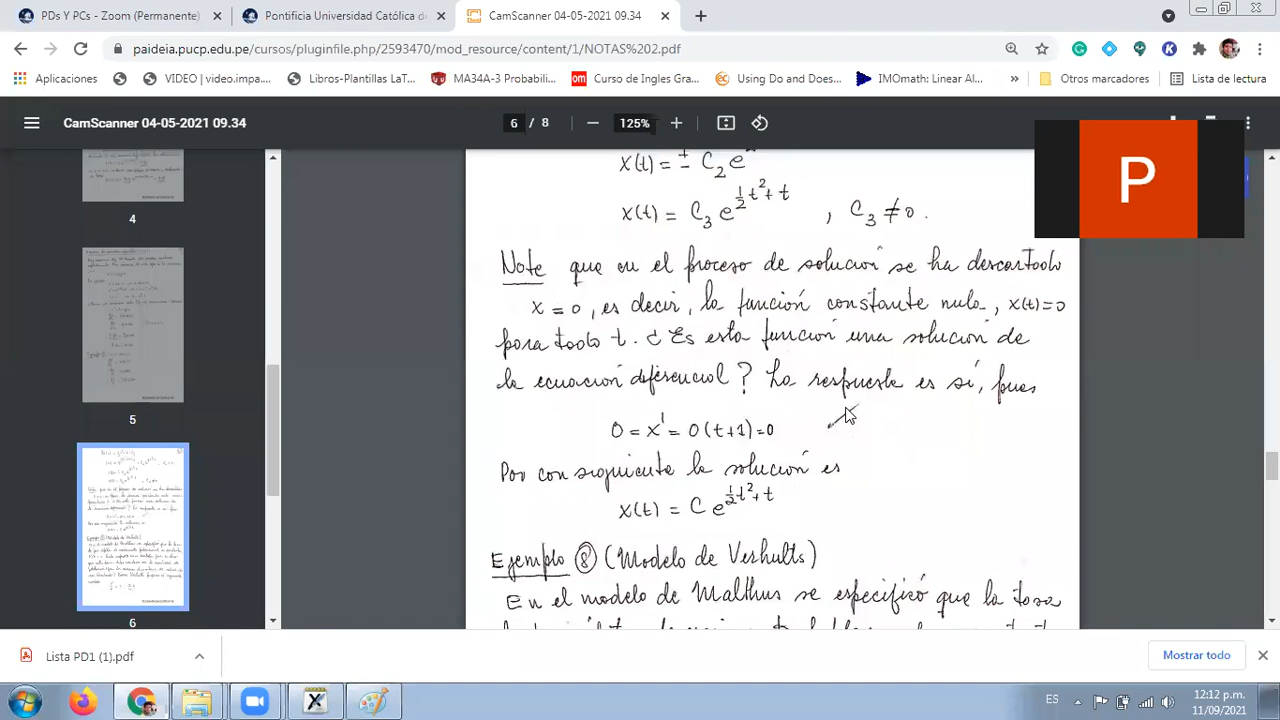 PDs Y PCs - Zoom (Permanente)
Pontificia Universidad Católica de
CamScanner 04-05-2021 09.34
paideia.pucp.edu.pe/cursos/pluginfile.php/2593470/mod_resource/content/1/NOTAS%202.pdf
Aplicaciones
VIDEO | video.impa...
Libros-Plantillas LaT...
MA34A-3 Probabili...
Curso de Ingles Gra...
Using Do and Does...
IMOmath: Linear Al...
»
Otros marcadores
Lista de lectura
CamScanner 04-05-2021 09.34
6 / 8
125%
P
4
5
6
x(t) = ± C₂ e
x(t) = C₃ e^{½t²+t} , C₃ ≠ 0.
Note que en el proceso de solución se ha descartado
x = 0, es decir, la función constante nula, x(t)=0
para todo t. ¿Es esta función una solución de
la ecuación diferencial? La respuesta es sí, pues
0 = x' = 0(t+1)=0
Por consiguiente la solución es
x(t) = C e^{½t²+t}
Ejemplo ⑧ (Modelo de Verhults)
En el modelo de Malthus se especificó que la tasa
Lista PD1 (1).pdf
Mostrar todo
ES
12:12 p.m.
11/09/2021